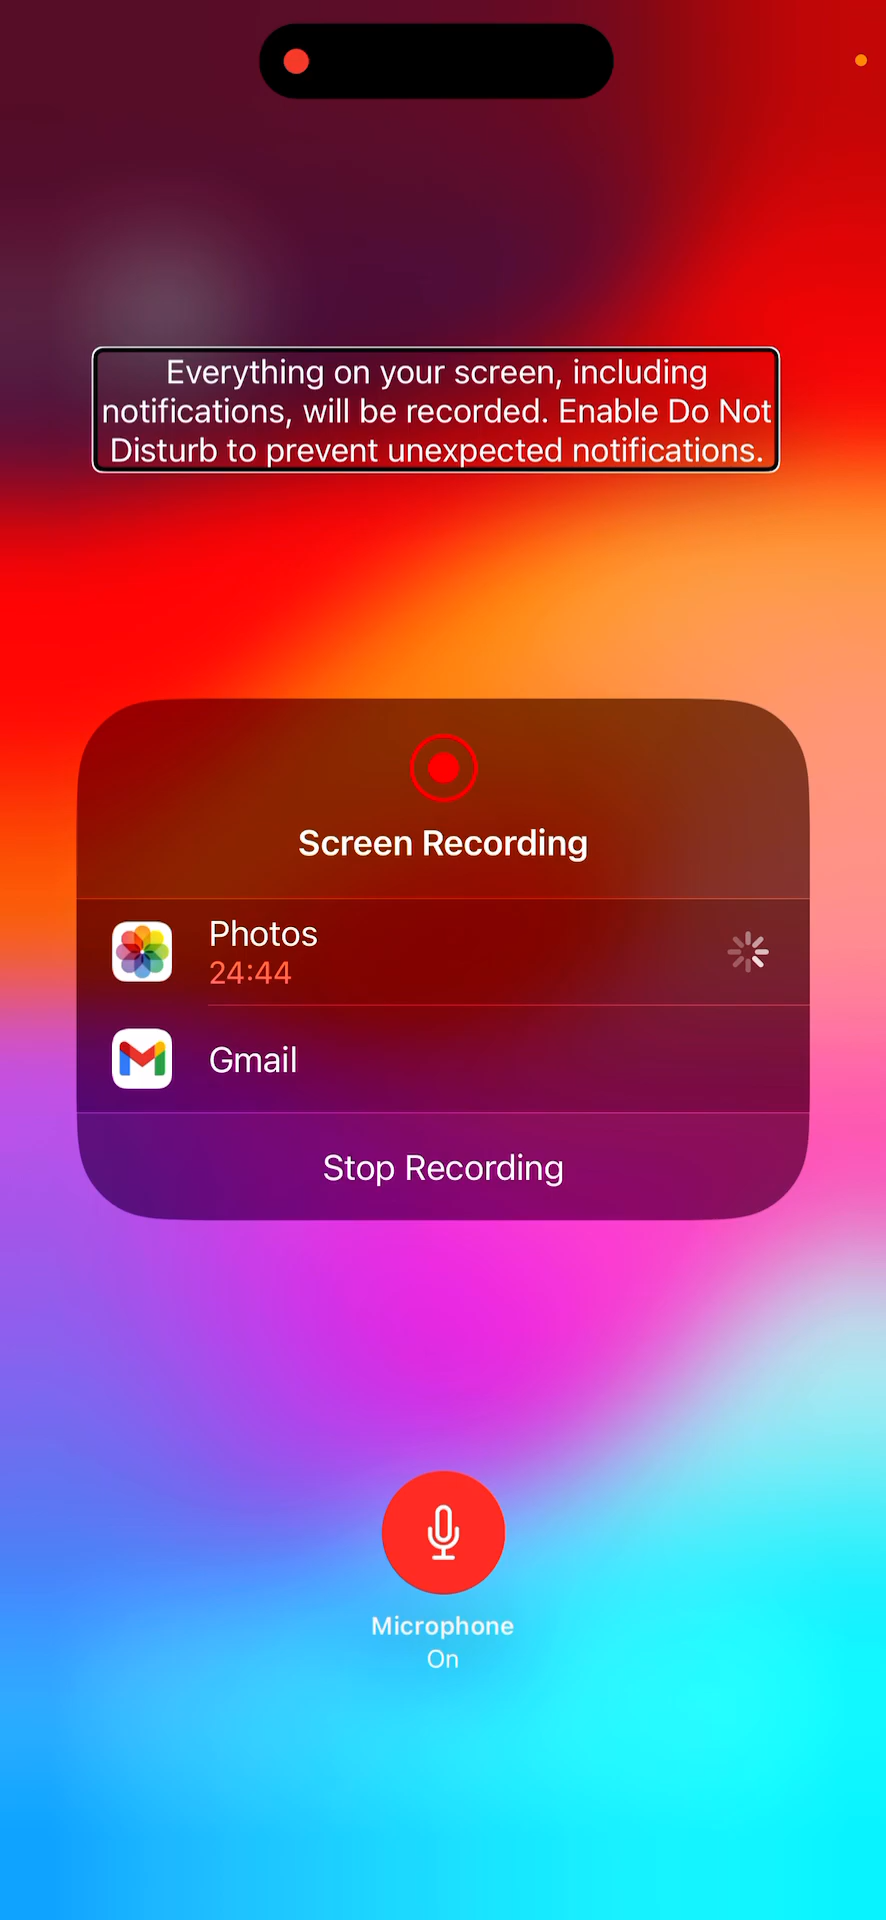 Everything on your screen, including
notifications, will be recorded. Enable Do Not
Disturb to prevent unexpected notifications.
Screen Recording
Photos
24:44
Gmail
Stop Recording
Microphone
On